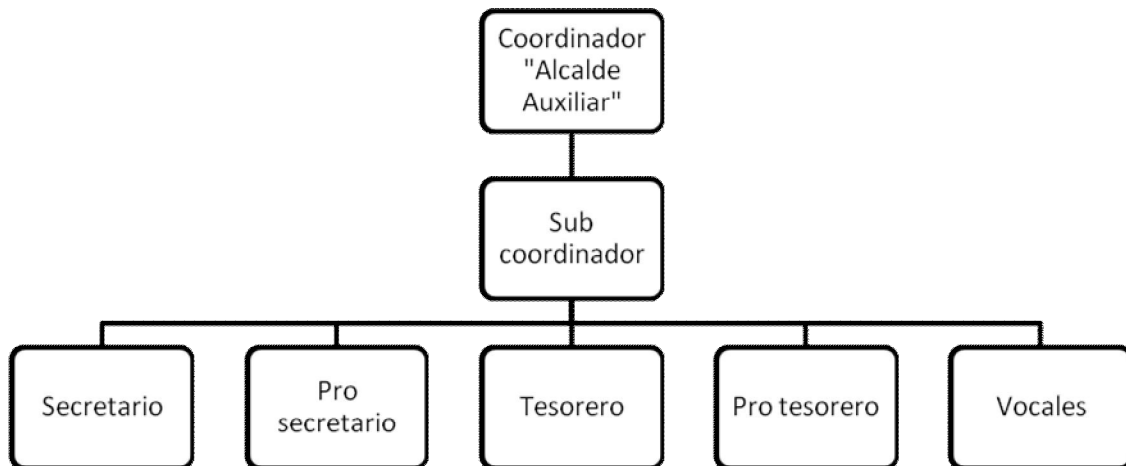 Coordinador
"Alcalde
Auxiliar"
Sub
coordinador
Secretario
Pro
secretario
Tesorero
Pro tesorero
Vocales